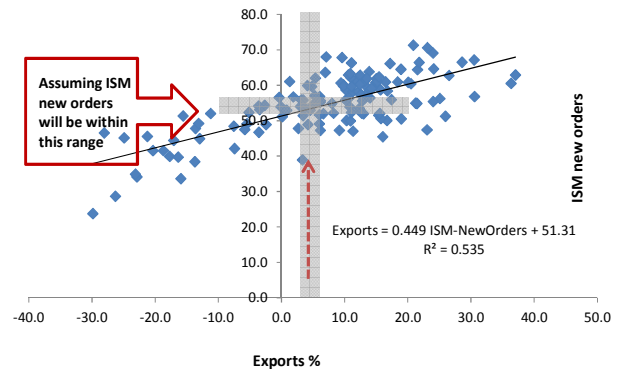 80.0
70.0
60.0
50.0
40.0
30.0
20.0
10.0
0.0
Assuming ISM
new orders
will be within
this range
ISM new orders
Exports = 0.449 ISM-NewOrders + 51.31
R² = 0.535
-40.0 -30.0 -20.0 -10.0 0.0 10.0 20.0 30.0 40.0 50.0
Exports %